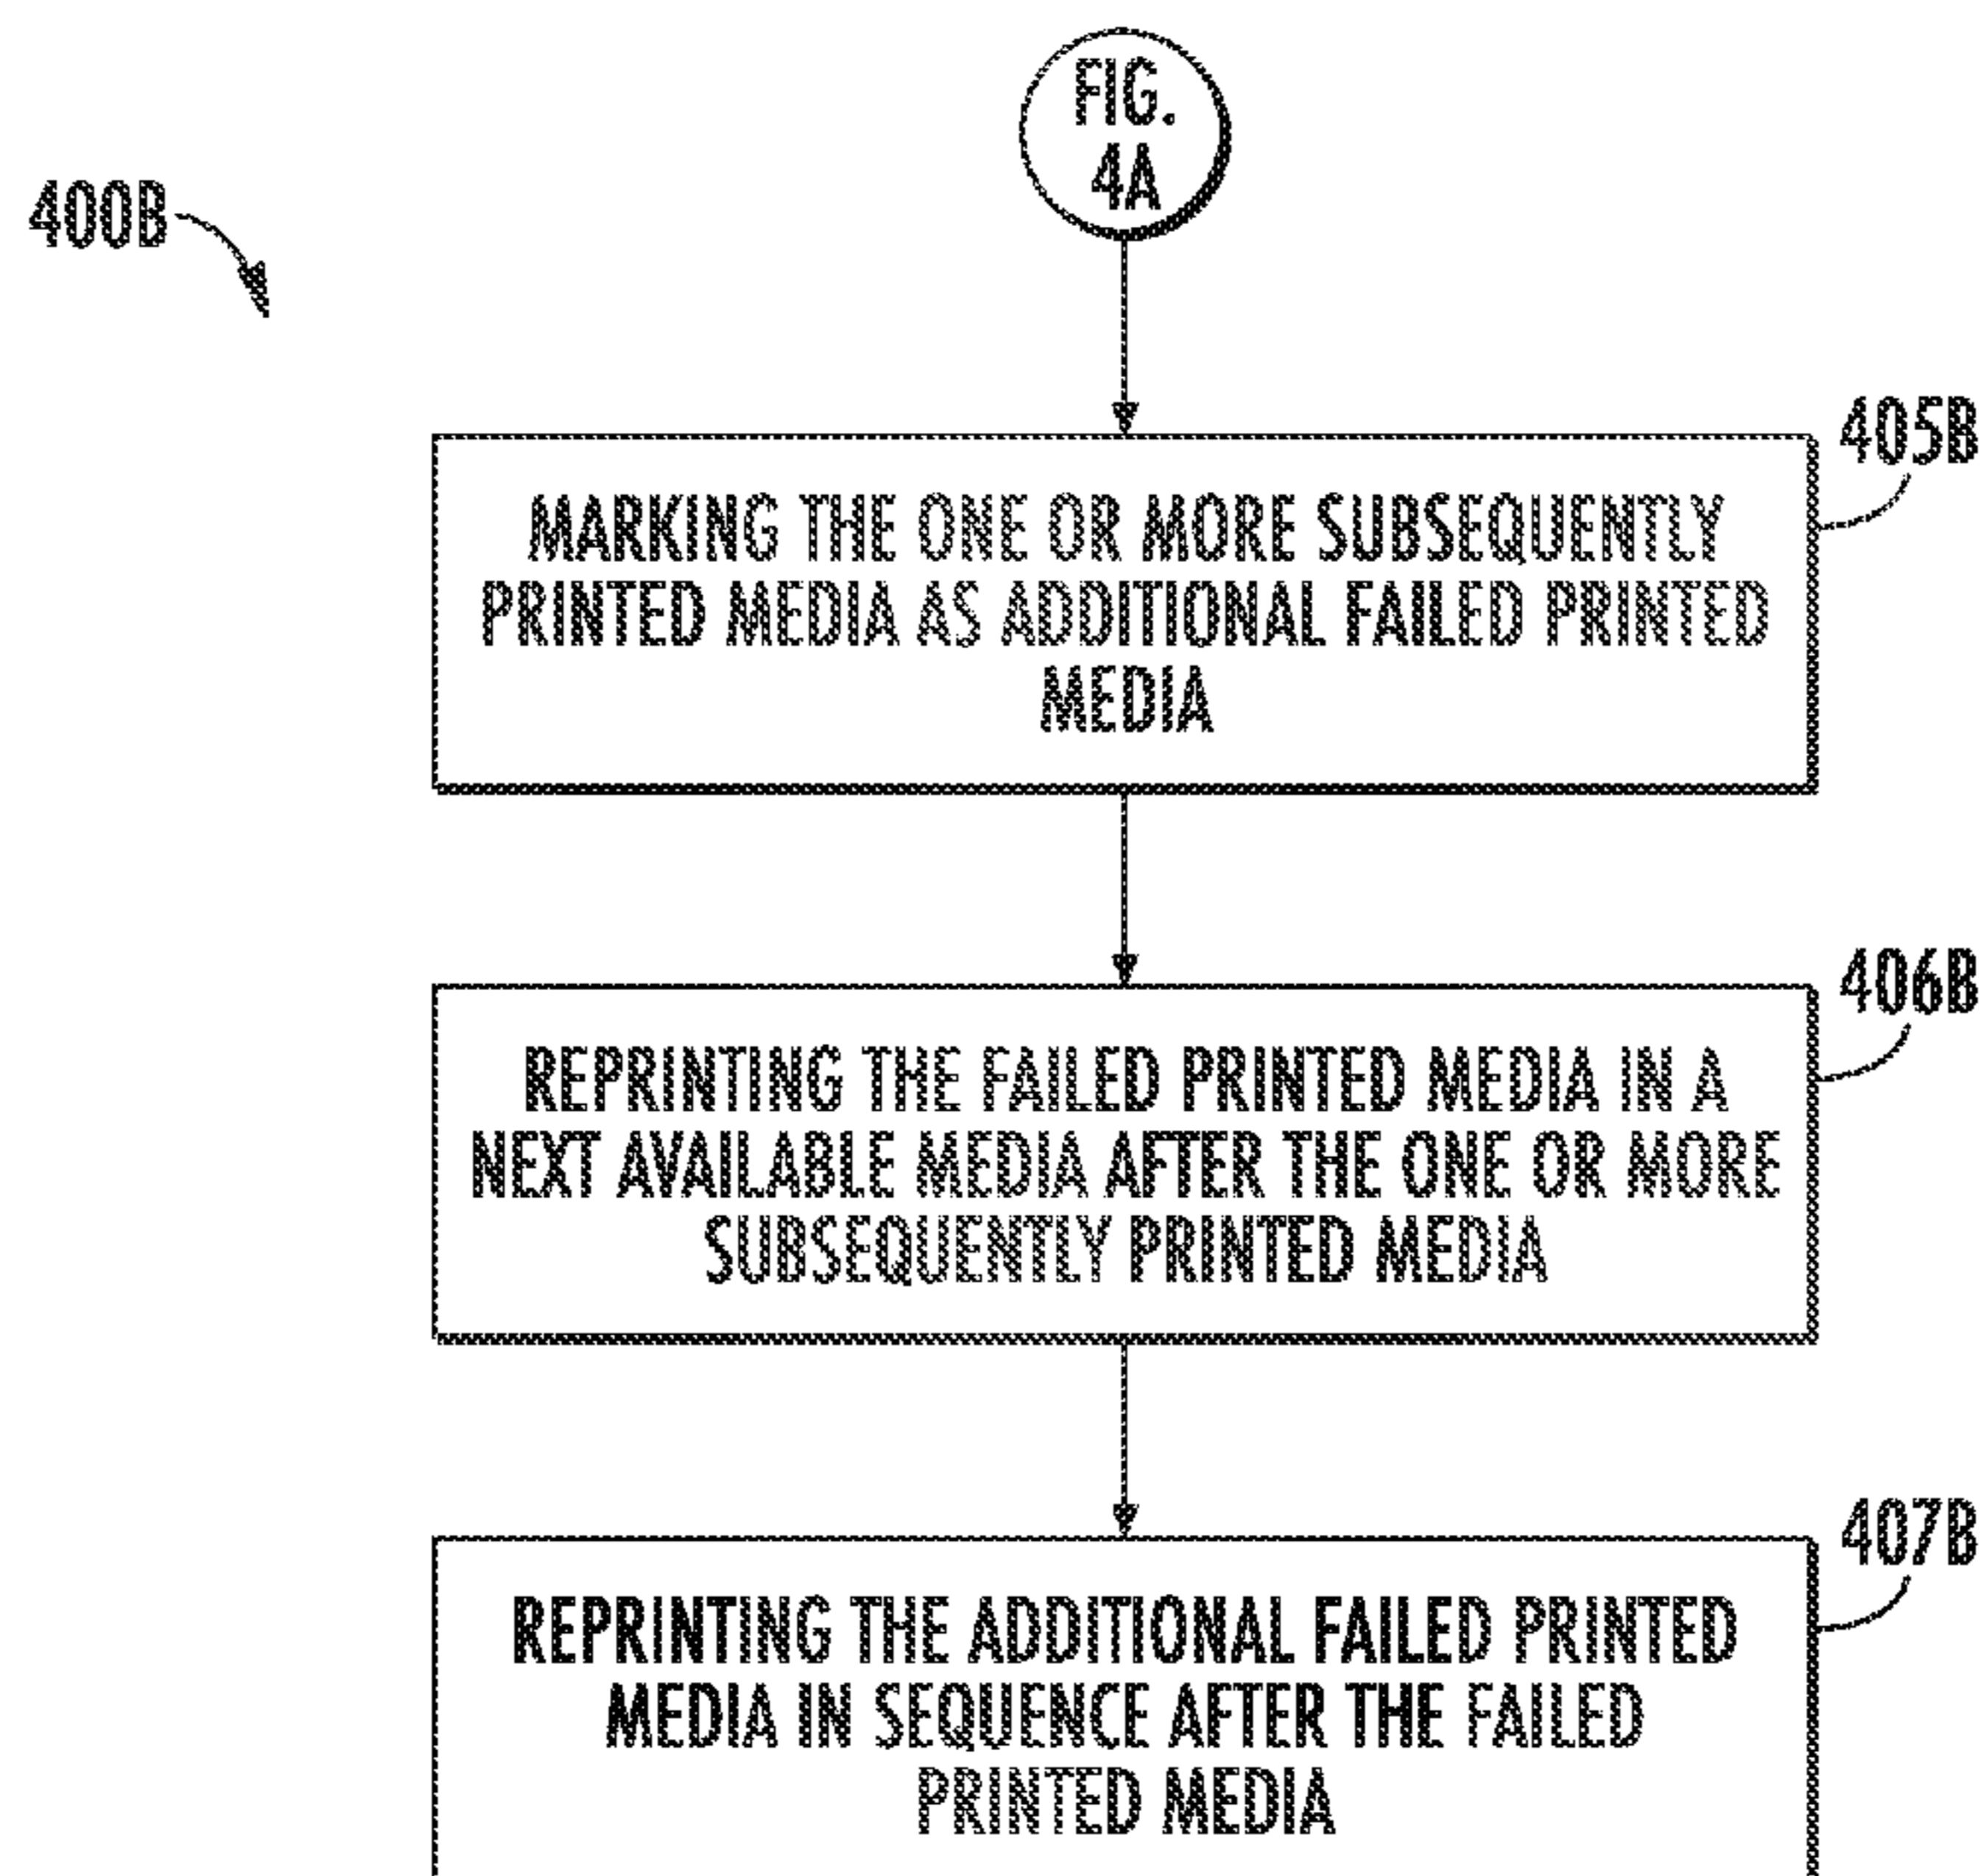 FIG.
4A
400B
405B
MARKING THE ONE OR MORE SUBSEQUENTLY
PRINTED MEDIA AS ADDITIONAL FAILED PRINTED
MEDIA
406B
REPRINTING THE FAILED PRINTED MEDIA IN A
NEXT AVAILABLE MEDIA AFTER THE ONE OR MORE
SUBSEQUENTLY PRINTED MEDIA
407B
REPRINTING THE ADDITIONAL FAILED PRINTED
MEDIA IN SEQUENCE AFTER THE FAILED
PRINTED MEDIA